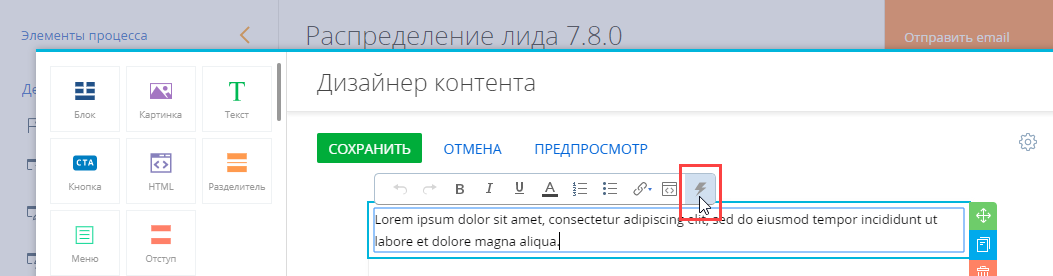 Элементы процесса
Распределение лида 7.8.0
Отправить email
Дизайнер контента
Блок
Картинка
T
Текст
СОХРАНИТЬ
ОТМЕНА
ПРЕДПРОСМОТР
CTA
Кнопка
HTML
Разделитель
B I U A
Lorem ipsum dolor sit amet, consectetur adipiscing elit, sed do eiusmod tempor incididunt ut
labore et dolore magna aliqua.
Меню
Отступ